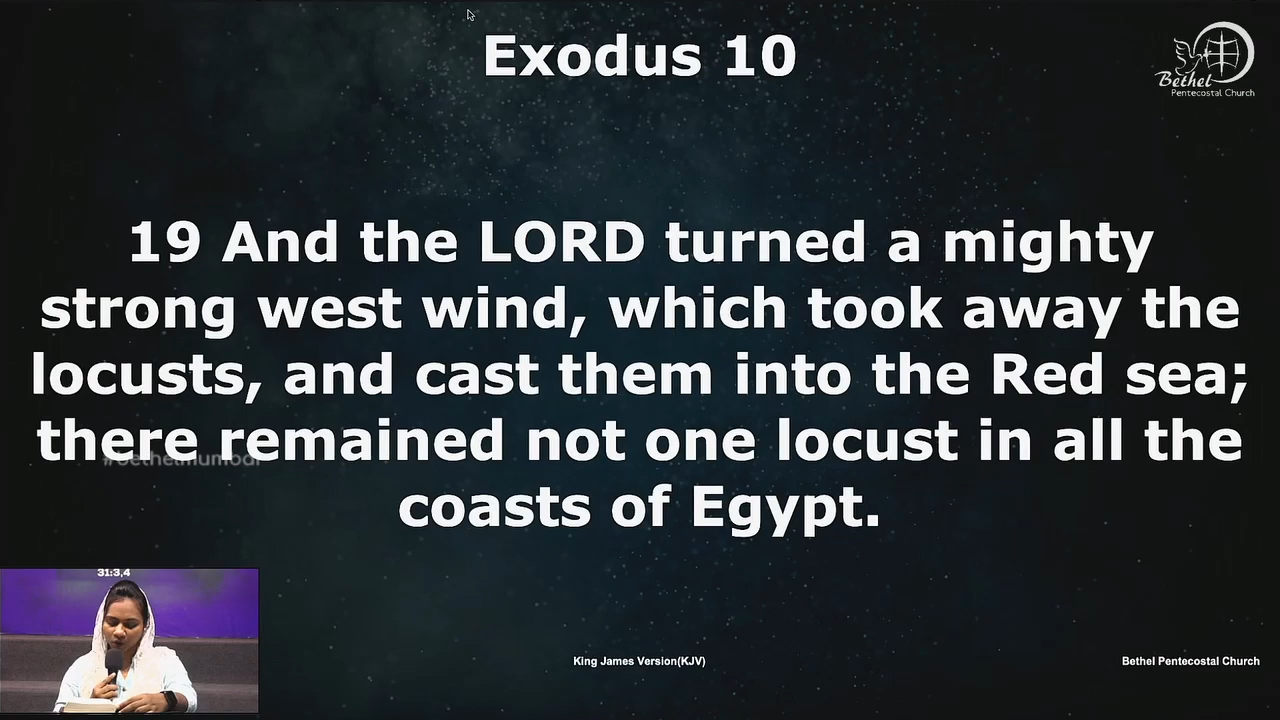 Exodus 10
Bethel
Pentecostal Church
19 And the LORD turned a mighty
strong west wind, which took away the
locusts, and cast them into the Red sea;
there remained not one locust in all the
#bethelmumbai
coasts of Egypt.
31:3,4
King James Version(KJV)
Bethel Pentecostal Church